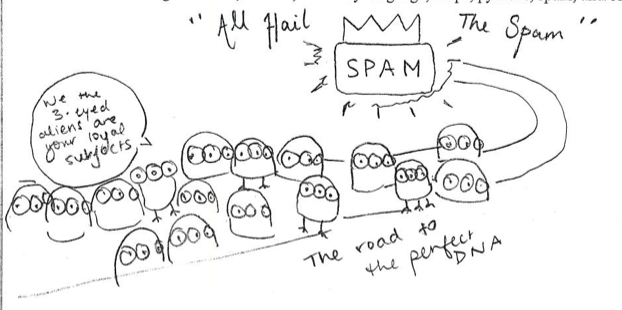 "All Hail The Spam"
SPAM
We the
3-eyed
aliens are
your loyal
subjects.
The road to
the perfect
DNA